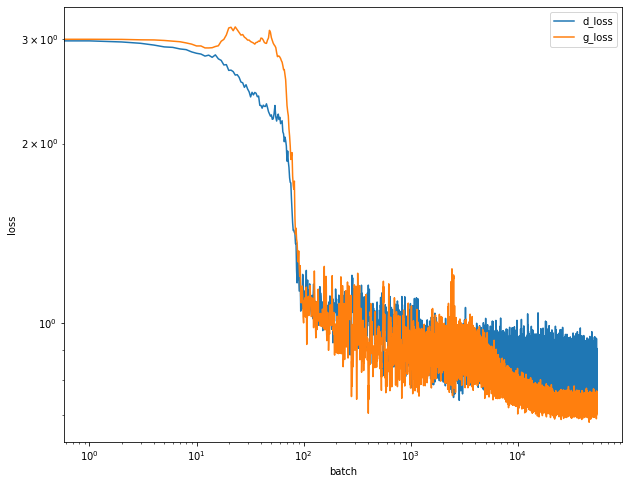 d_loss
g_loss
3 × 10⁰
2 × 10⁰
10⁰
loss
10⁰ 10¹ 10² 10³ 10⁴
batch